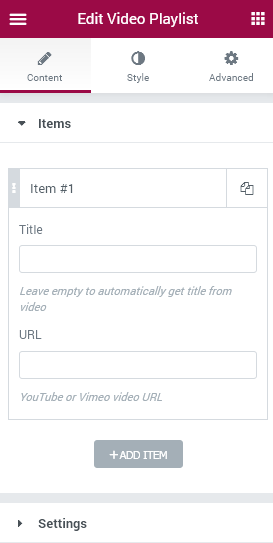 Edit Video Playlist
Content Style Advanced
Items
Item #1
Title
Leave empty to automatically get title from
video
URL
YouTube or Vimeo video URL
+ ADD ITEM
Settings